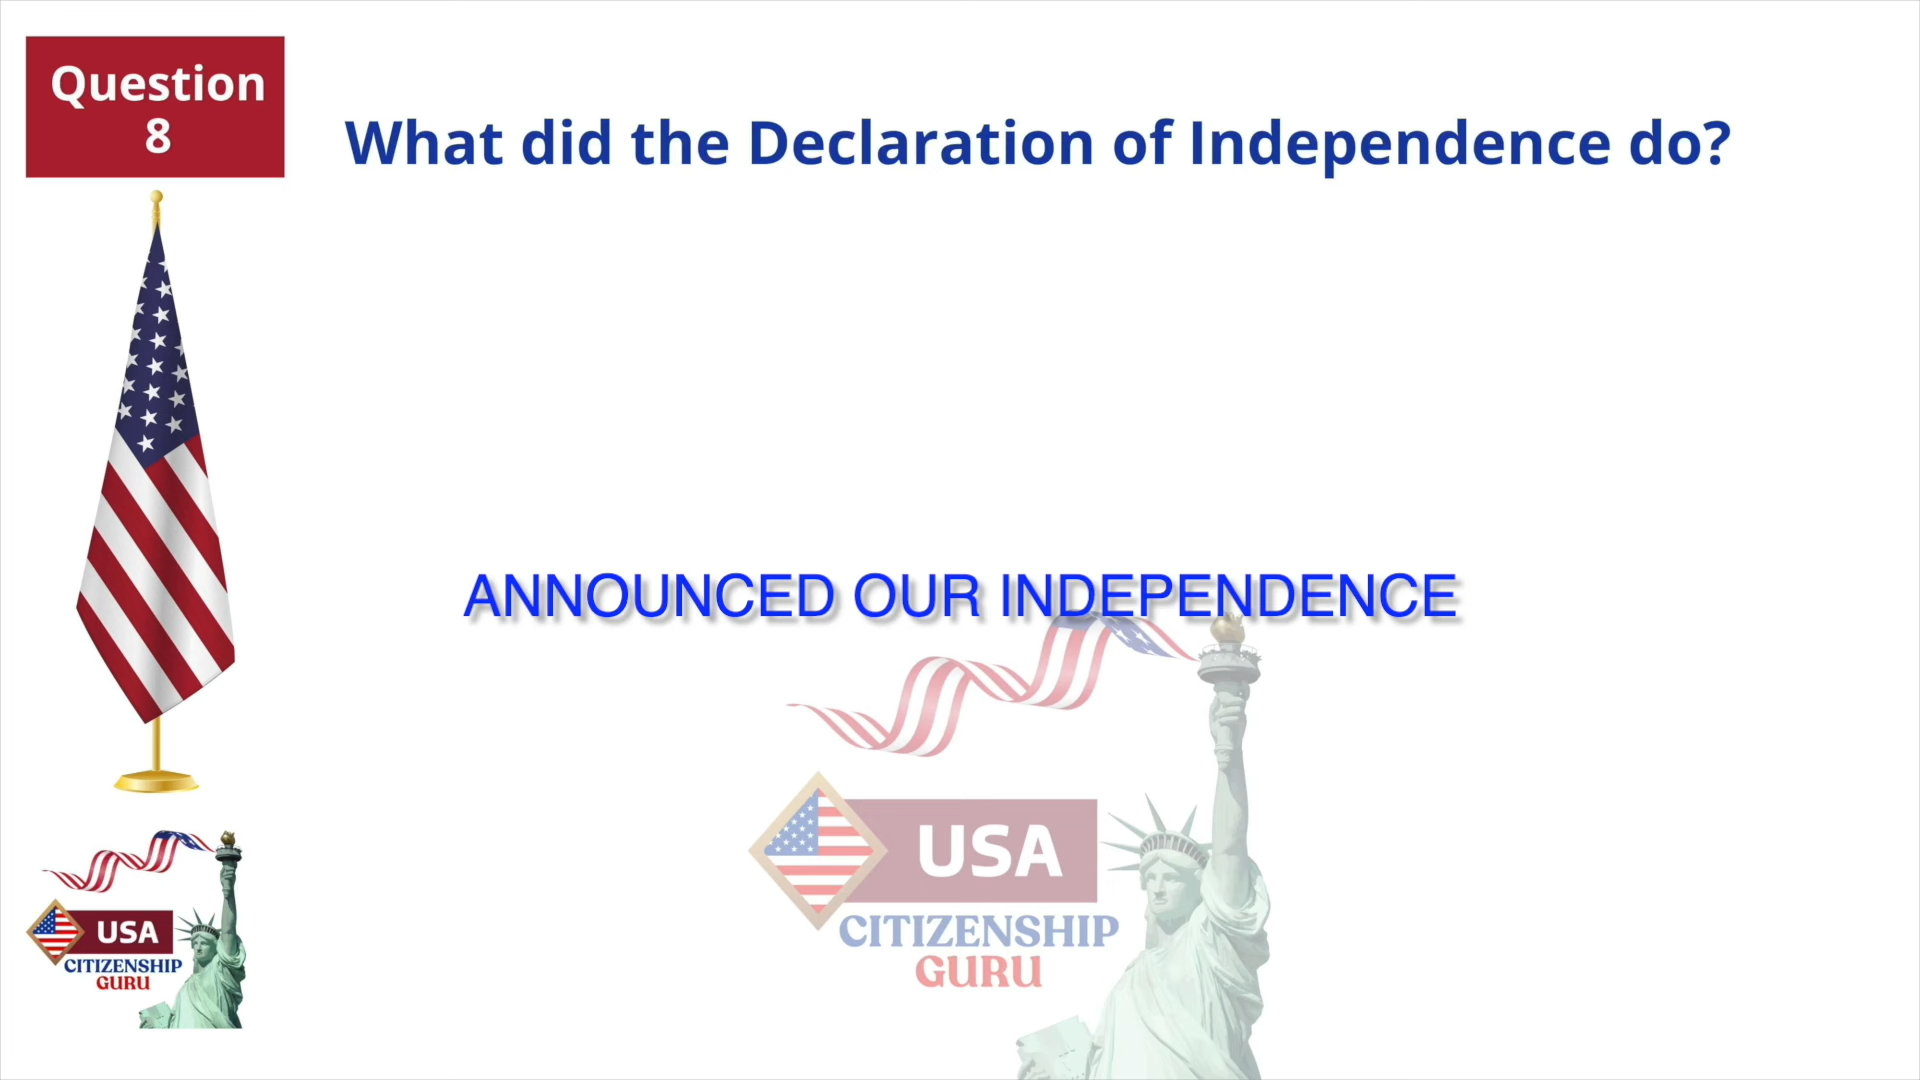 Question
8
What did the Declaration of Independence do?
ANNOUNCED OUR INDEPENDENCE
USA
CITIZENSHIP
GURU
USA
CITIZENSHIP
GURU